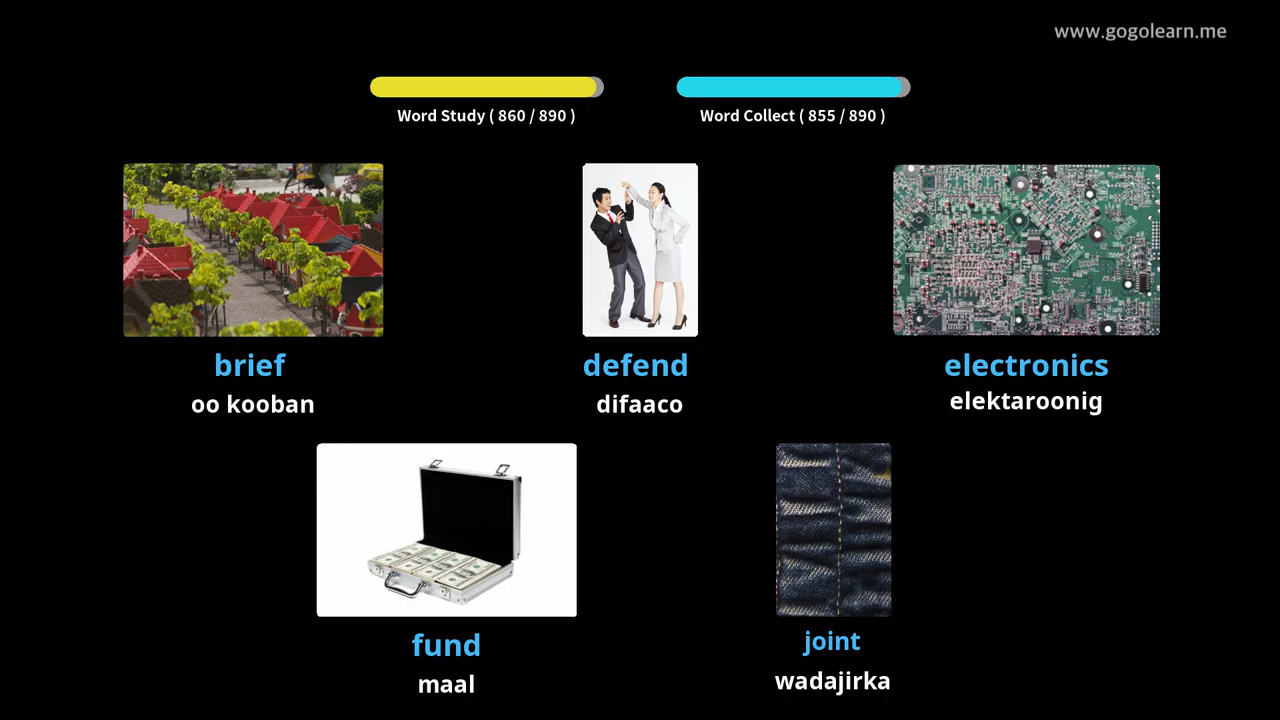 www.gogolearn.me
Word Study ( 860 / 890 )
Word Collect ( 855 / 890 )
brief
oo kooban
defend
difaaco
electronics
elektaroonig
fund
maal
joint
wadajirka